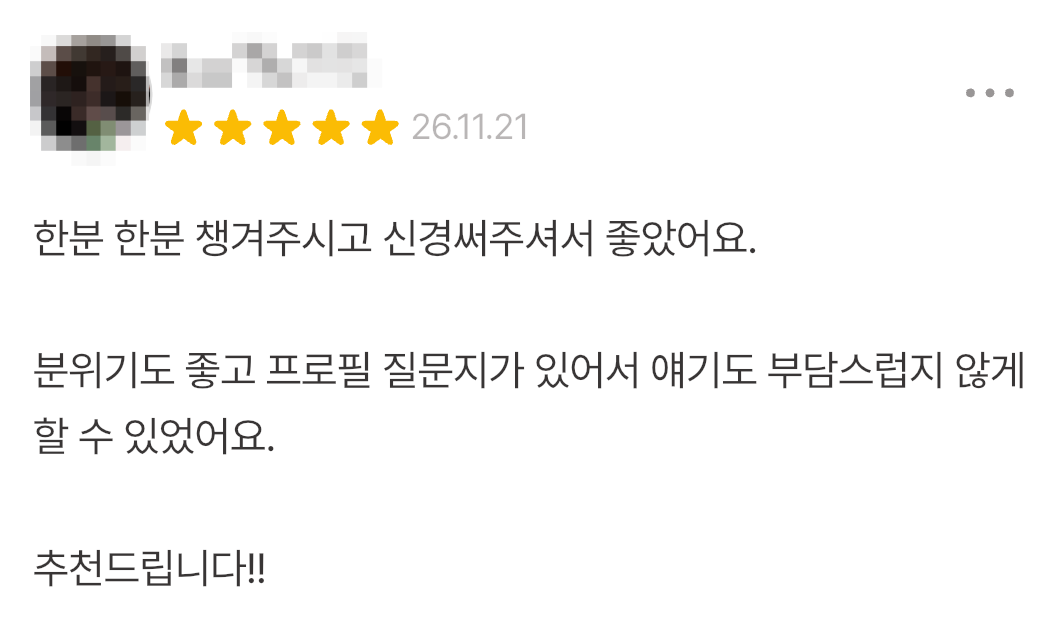 26.11.21
한분 한분 챙겨주시고 신경써주셔서 좋았어요.
분위기도 좋고 프로필 질문지가 있어서 얘기도 부담스럽지 않게
할 수 있었어요.
추천드립니다!!